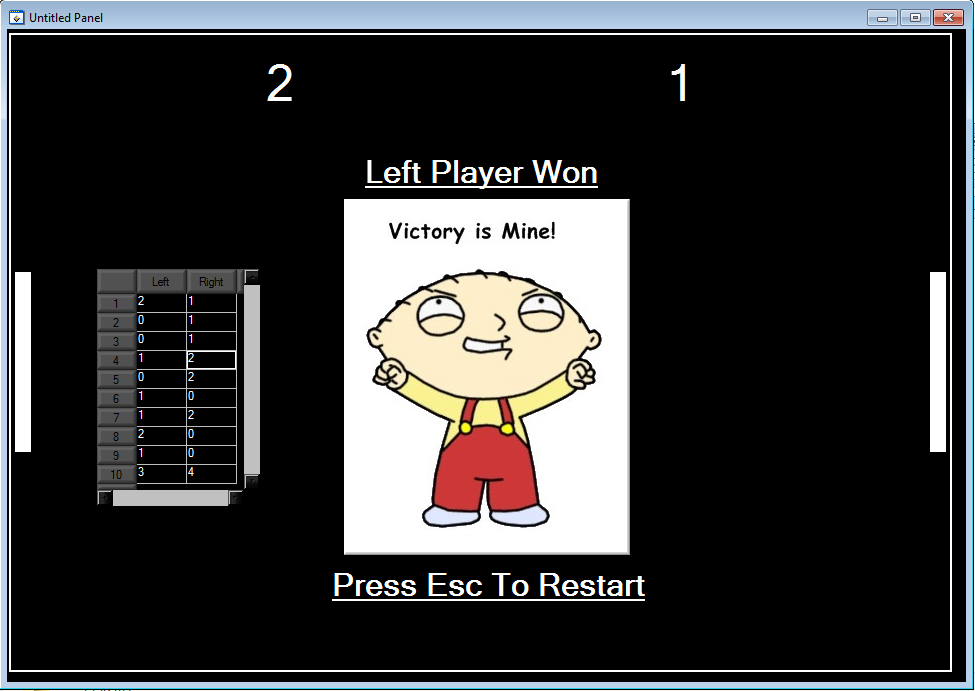 Untitled Panel
2 1
Left Player Won
Victory is Mine!
Left Right
1 2 1
2 0 1
3 0 1
4 1 2
5 0 2
6 1 0
7 1 2
8 2 0
9 1 0
10 3 4
Press Esc To Restart